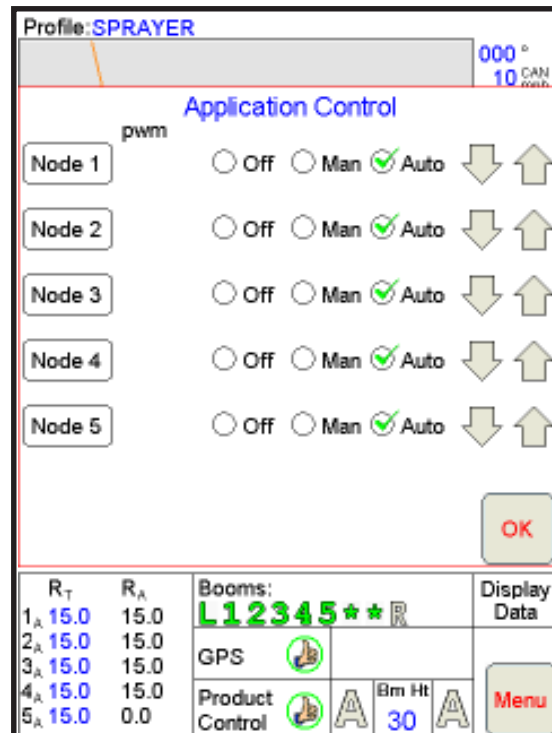 Profile:SPRAYER
000 °
10 CAN mph
Application Control
pwm
Node 1 Off Man Auto
Node 2 Off Man Auto
Node 3 Off Man Auto
Node 4 Off Man Auto
Node 5 Off Man Auto
OK
RT RA
1A 15.0 15.0
2A 15.0 15.0
3A 15.0 15.0
4A 15.0 15.0
5A 15.0 0.0
Booms:
L12345**R
GPS
Product
Control
A
Bm Ht
30
A
Display
Data
Menu